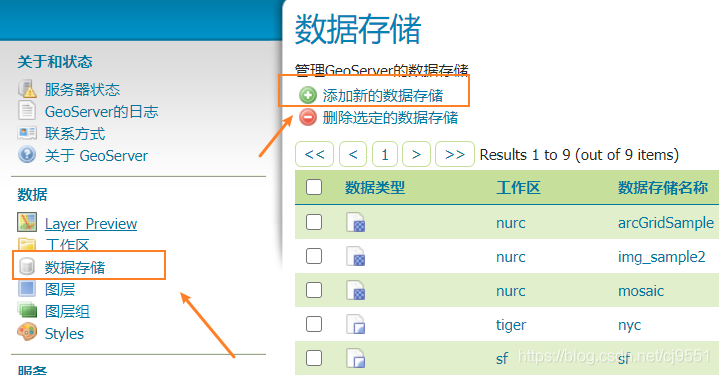 关于和状态
服务器状态
GeoServer的日志
联系方式
关于 GeoServer
数据
Layer Preview
工作区
数据存储
图层
图层组
Styles
服务
数据存储
管理GeoServer的数据存储
添加新的数据存储
删除选定的数据存储
<< < 1 > >> Results 1 to 9 (out of 9 items)
数据类型 工作区 数据存储名称
nurc arcGridSample
nurc img_sample2
nurc mosaic
tiger nyc
sf sf
https://blog.csdn.net/cj9551